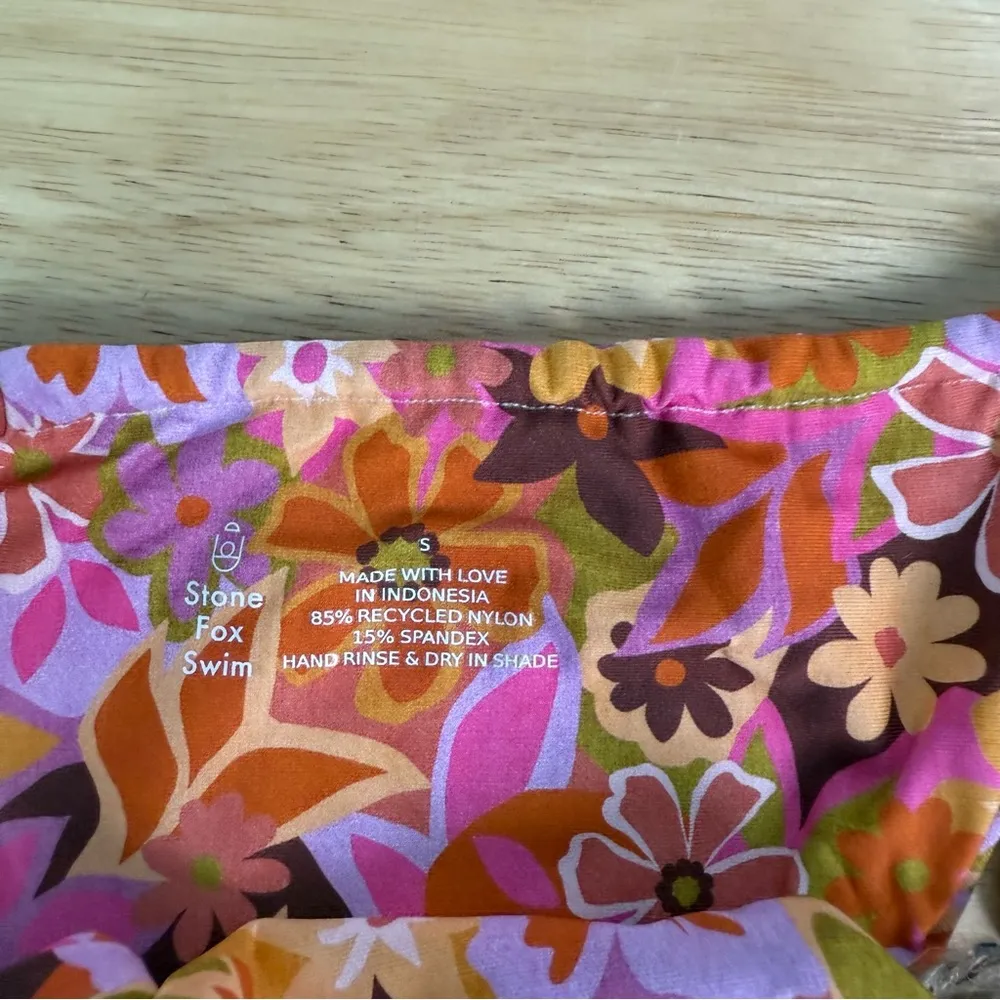 Stone
Fox
Swim
S
MADE WITH LOVE
IN INDONESIA
85% RECYCLED NYLON
15% SPANDEX
HAND RINSE & DRY IN SHADE